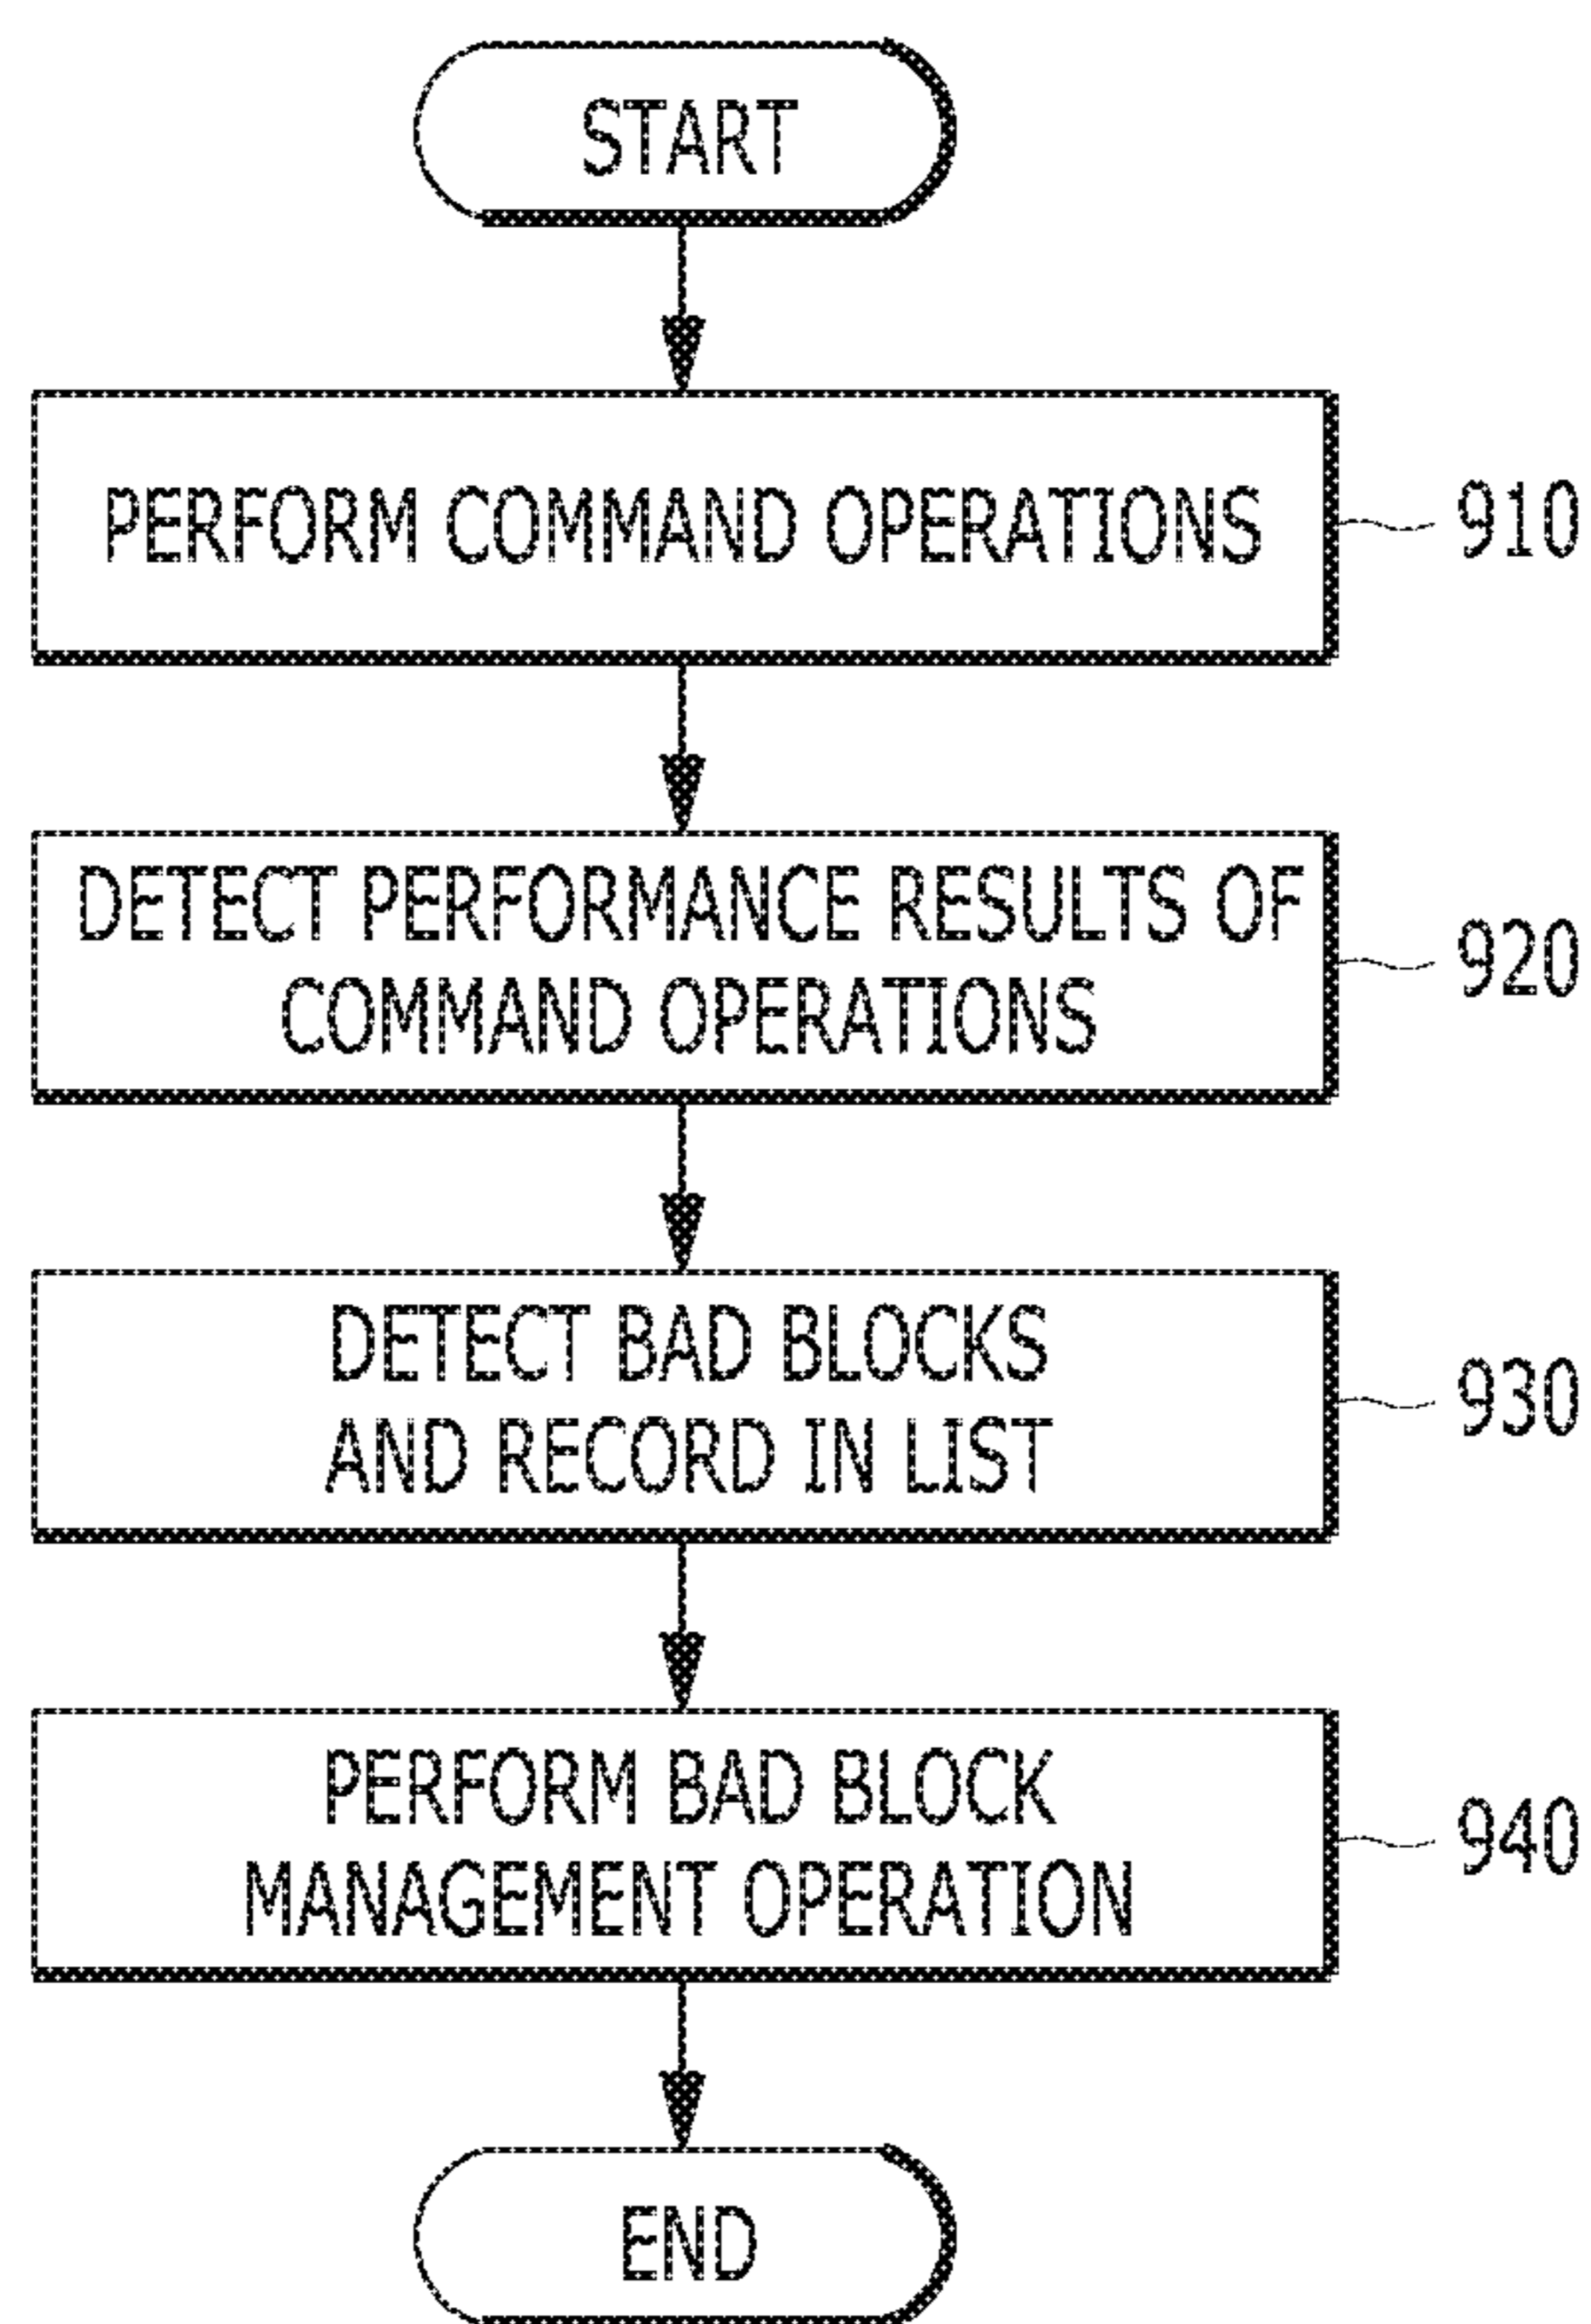 START
PERFORM COMMAND OPERATIONS
910
DETECT PERFORMANCE RESULTS OF
COMMAND OPERATIONS
920
DETECT BAD BLOCKS
AND RECORD IN LIST
930
PERFORM BAD BLOCK
MANAGEMENT OPERATION
940
END